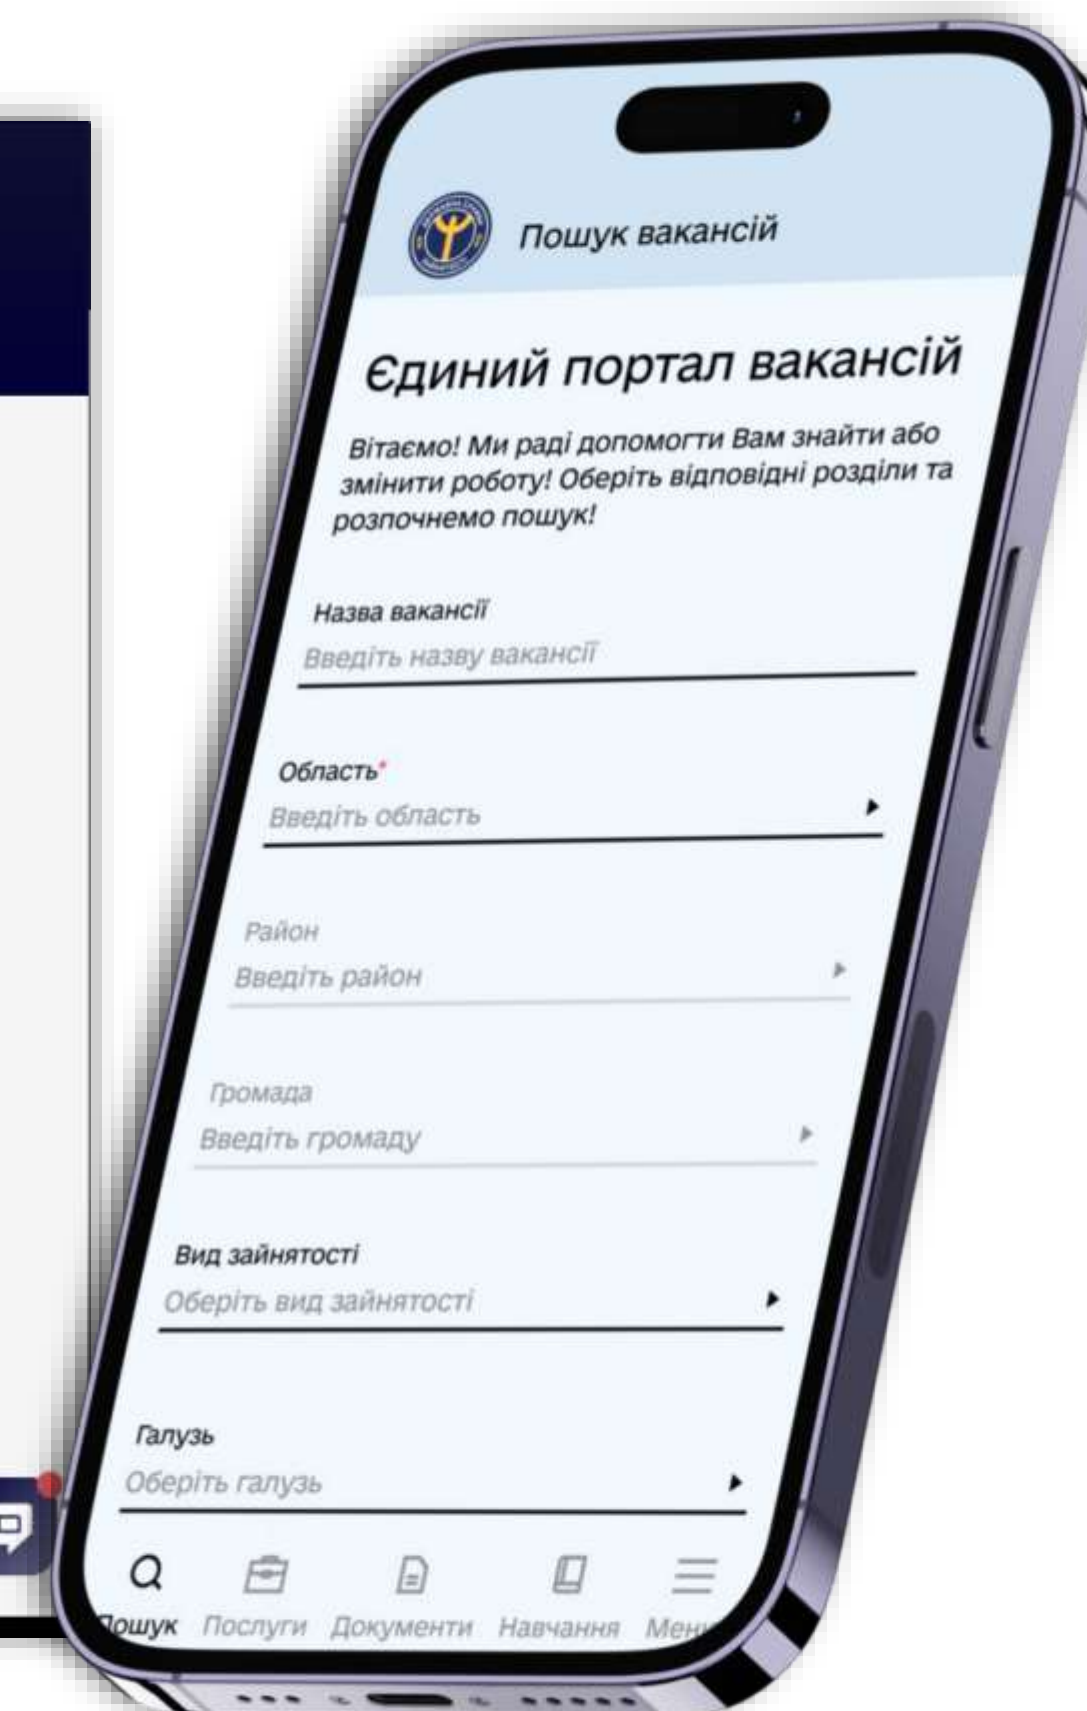 Пошук вакансій
Єдиний портал вакансій
Вітаємо! Ми раді допомогти Вам знайти або
змінити роботу! Оберіть відповідні розділи та
розпочнемо пошук!
Назва вакансії
Введіть назву вакансії
Область*
Введіть область
Район
Введіть район
Громада
Введіть громаду
Вид зайнятості
Оберіть вид зайнятості
Галузь
Оберіть галузь
Пошук Послуги Документи Навчання Меню